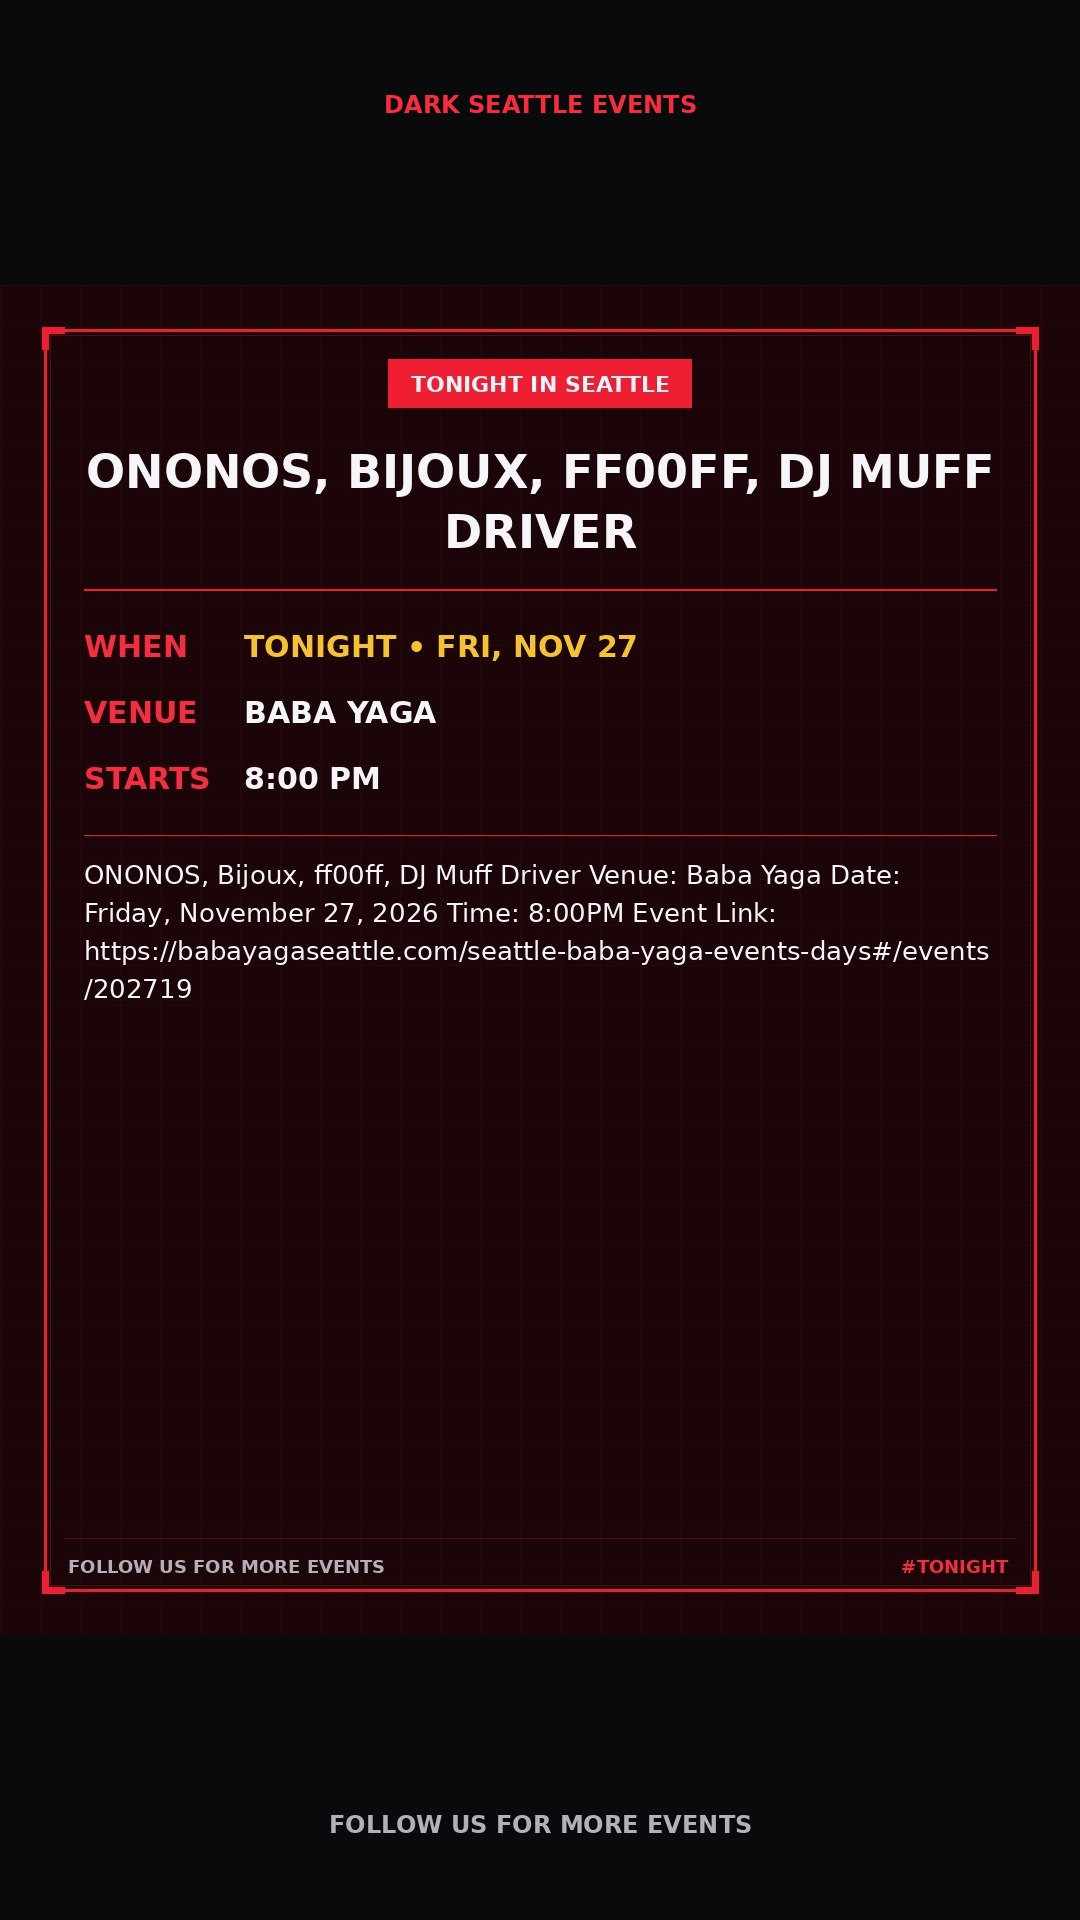 DARK SEATTLE EVENTS
TONIGHT IN SEATTLE
ONONOS, BIJOUX, FF00FF, DJ MUFF
DRIVER
WHEN TONIGHT • FRI, NOV 27
VENUE BABA YAGA
STARTS 8:00 PM
ONONOS, Bijoux, ff00ff, DJ Muff Driver Venue: Baba Yaga Date:
Friday, November 27, 2026 Time: 8:00PM Event Link:
https://babayagaseattle.com/seattle-baba-yaga-events-days#/events
/202719
FOLLOW US FOR MORE EVENTS #TONIGHT
FOLLOW US FOR MORE EVENTS